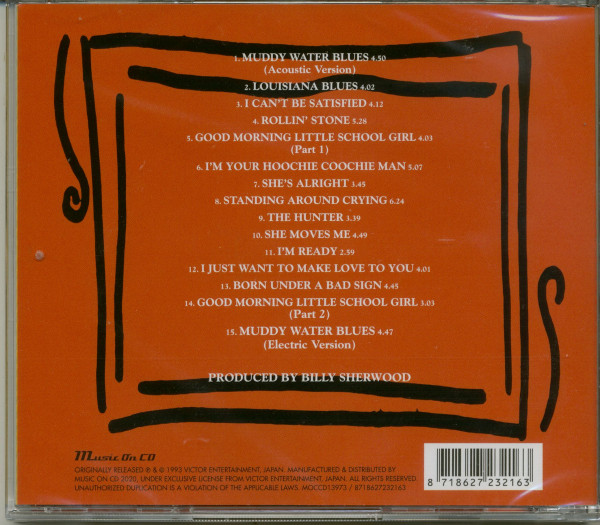 1. MUDDY WATER BLUES 4.50
(Acoustic Version)
2. LOUISIANA BLUES 4.02
3. I CAN'T BE SATISFIED 4.12
4. ROLLIN' STONE 5.28
5. GOOD MORNING LITTLE SCHOOL GIRL 4.03
(Part 1)
6. I'M YOUR HOOCHIE COOCHIE MAN 5.07
7. SHE'S ALRIGHT 3.45
8. STANDING AROUND CRYING 6.24
9. THE HUNTER 3.39
10. SHE MOVES ME 4.49
11. I'M READY 2.59
12. I JUST WANT TO MAKE LOVE TO YOU 4.01
13. BORN UNDER A BAD SIGN 4.45
14. GOOD MORNING LITTLE SCHOOL GIRL 3.03
(Part 2)
15. MUDDY WATER BLUES 4.47
(Electric Version)
PRODUCED BY BILLY SHERWOOD
Music On CD
ORIGINALLY RELEASED ℗ & © 1993 VICTOR ENTERTAINMENT, JAPAN. MANUFACTURED & DISTRIBUTED BY
MUSIC ON CD 2020, UNDER EXCLUSIVE LICENSE FROM VICTOR ENTERTAINMENT, JAPAN. ALL RIGHTS RESERVED.
UNAUTHORIZED DUPLICATION IS A VIOLATION OF THE APPLICABLE LAWS. MOCCD13973 / 8718627232163
8 718627 232163